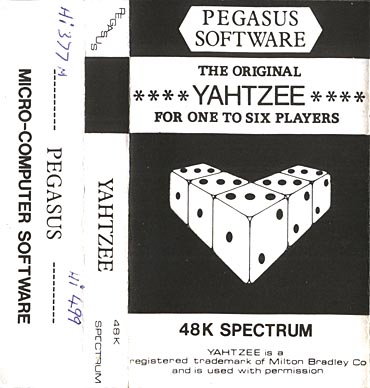 Hi 377M
---------- PEGASUS ----------
Hi 499
MICRO-COMPUTER SOFTWARE
PEGASUS
YAHTZEE
48K
SPECTRUM
PEGASUS
SOFTWARE
THE ORIGINAL
****YAHTZEE****
FOR ONE TO SIX PLAYERS
48K SPECTRUM
YAHTZEE is a
registered trademark of Milton Bradley Co
and is used with permission